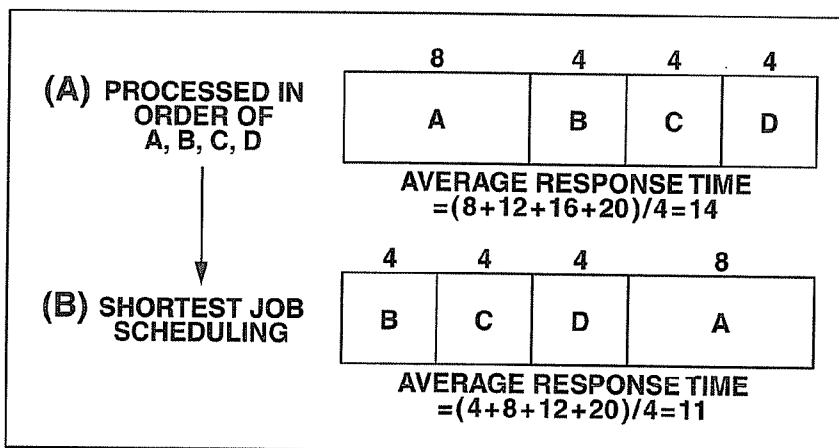 8 4 4 4
(A) PROCESSED IN
ORDER OF
A, B, C, D
A B C D
AVERAGE RESPONSE TIME
=(8+12+16+20)/4=14
4 4 4 8
(B) SHORTEST JOB
SCHEDULING
B C D A
AVERAGE RESPONSE TIME
=(4+8+12+20)/4=11